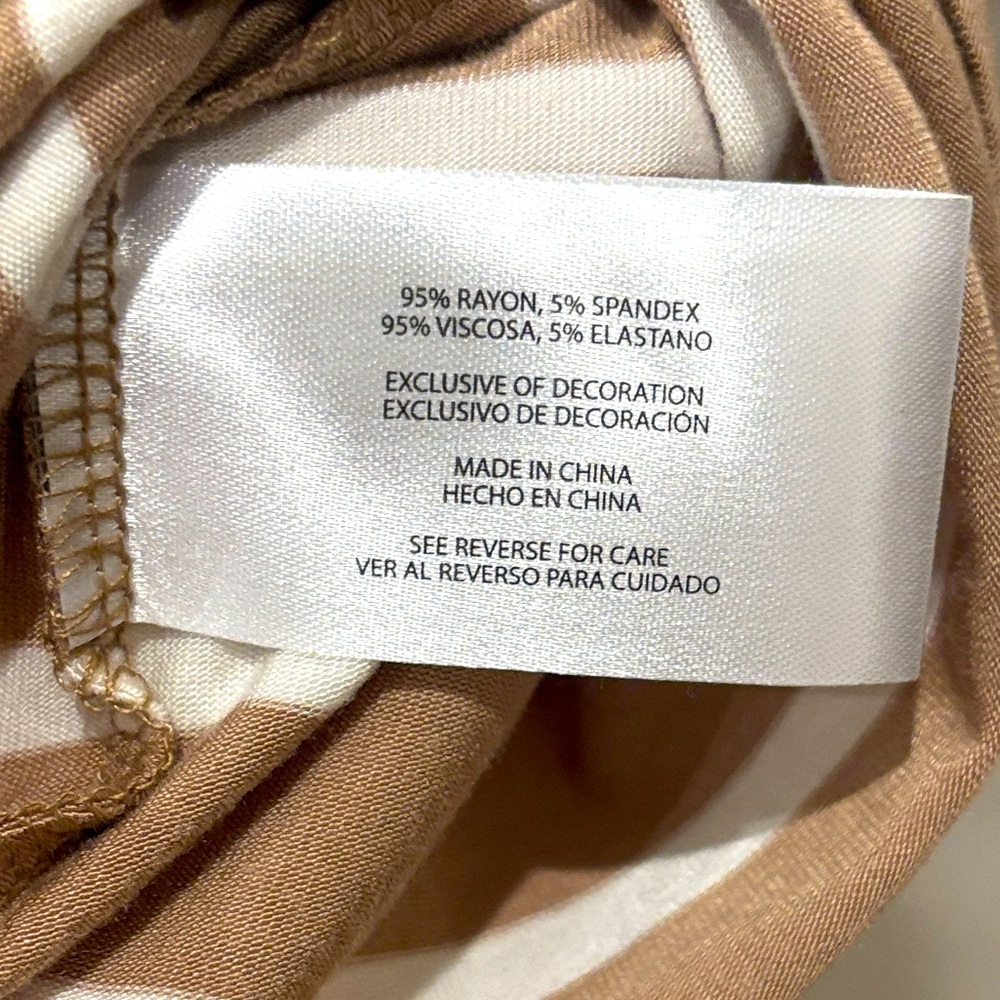 95% RAYON, 5% SPANDEX
95% VISCOSA, 5% ELASTANO
EXCLUSIVE OF DECORATION
EXCLUSIVO DE DECORACIÓN
MADE IN CHINA
HECHO EN CHINA
SEE REVERSE FOR CARE
VER AL REVERSO PARA CUIDADO